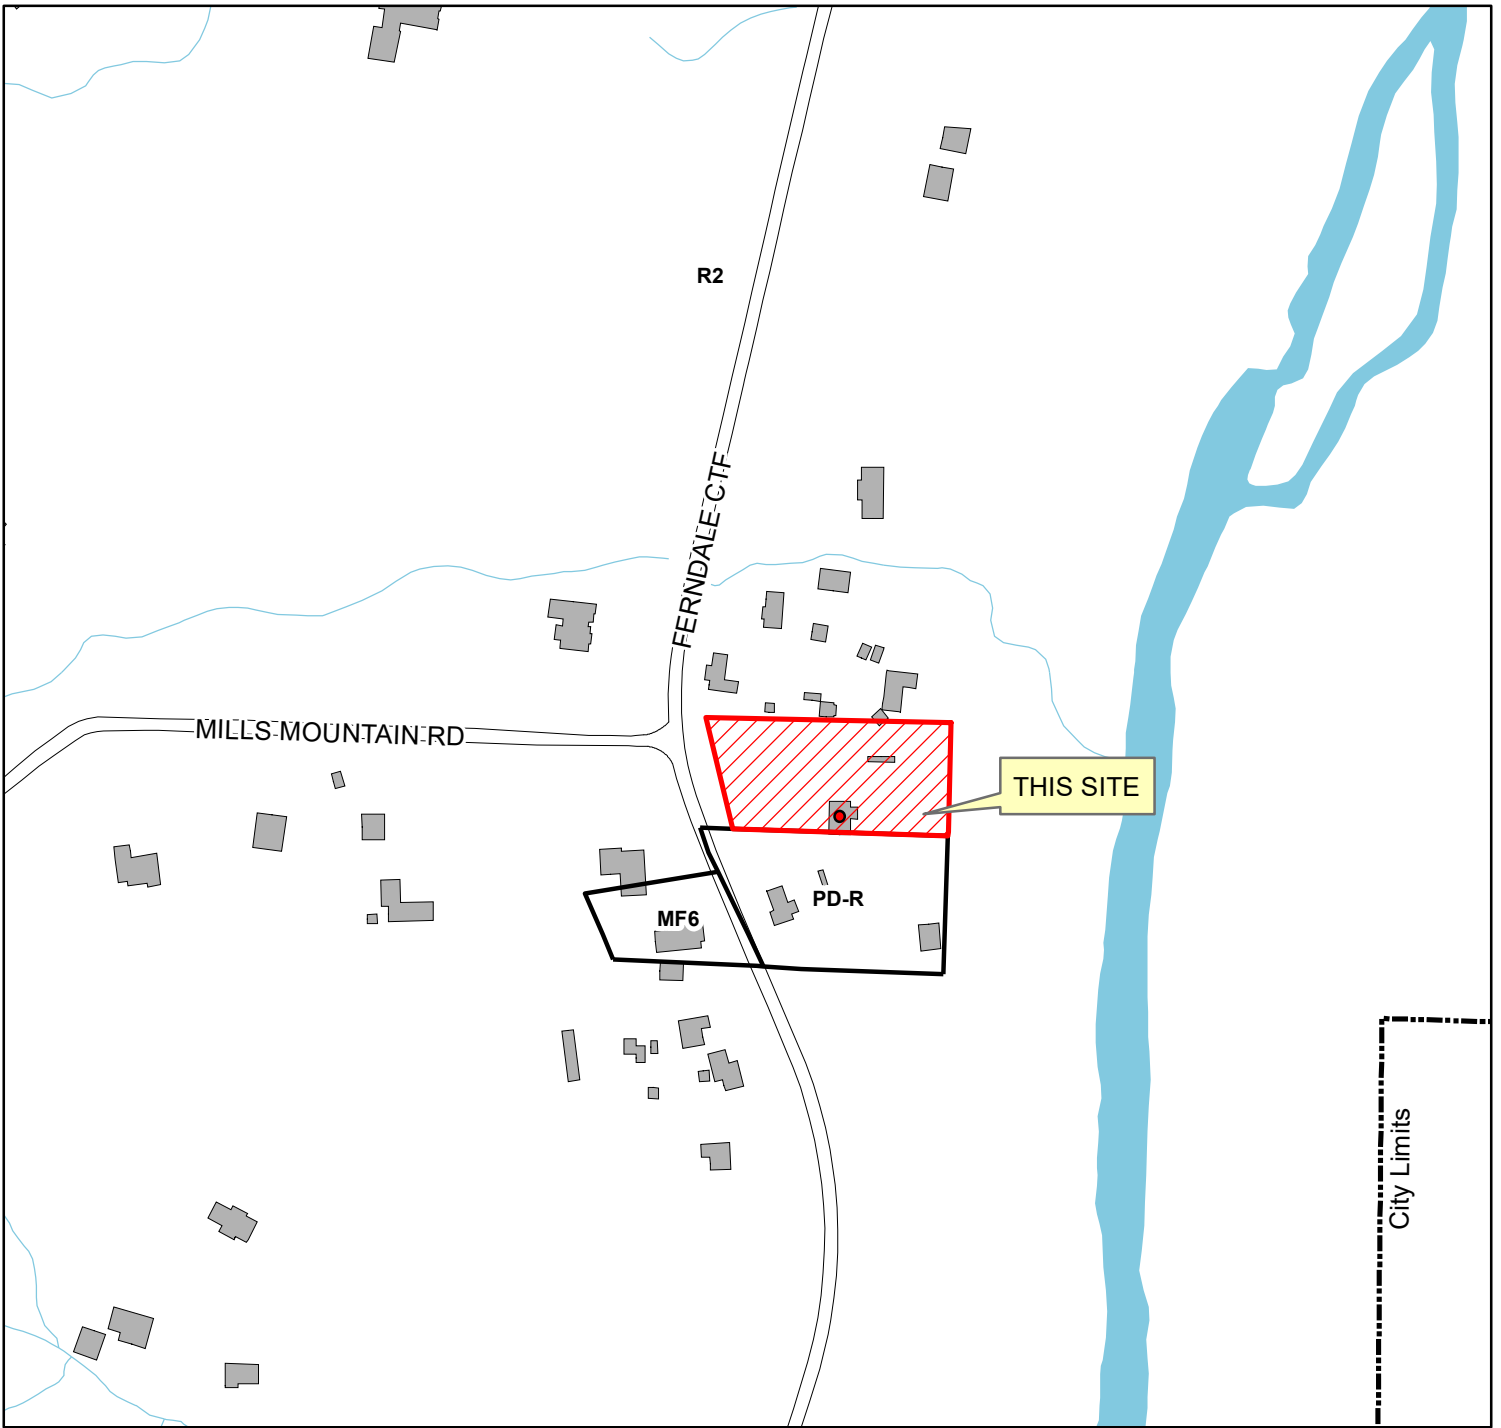 R2
FERNDALE CTF
MILLS MOUNTAIN RD
THIS SITE
PD-R
MF6
City Limits